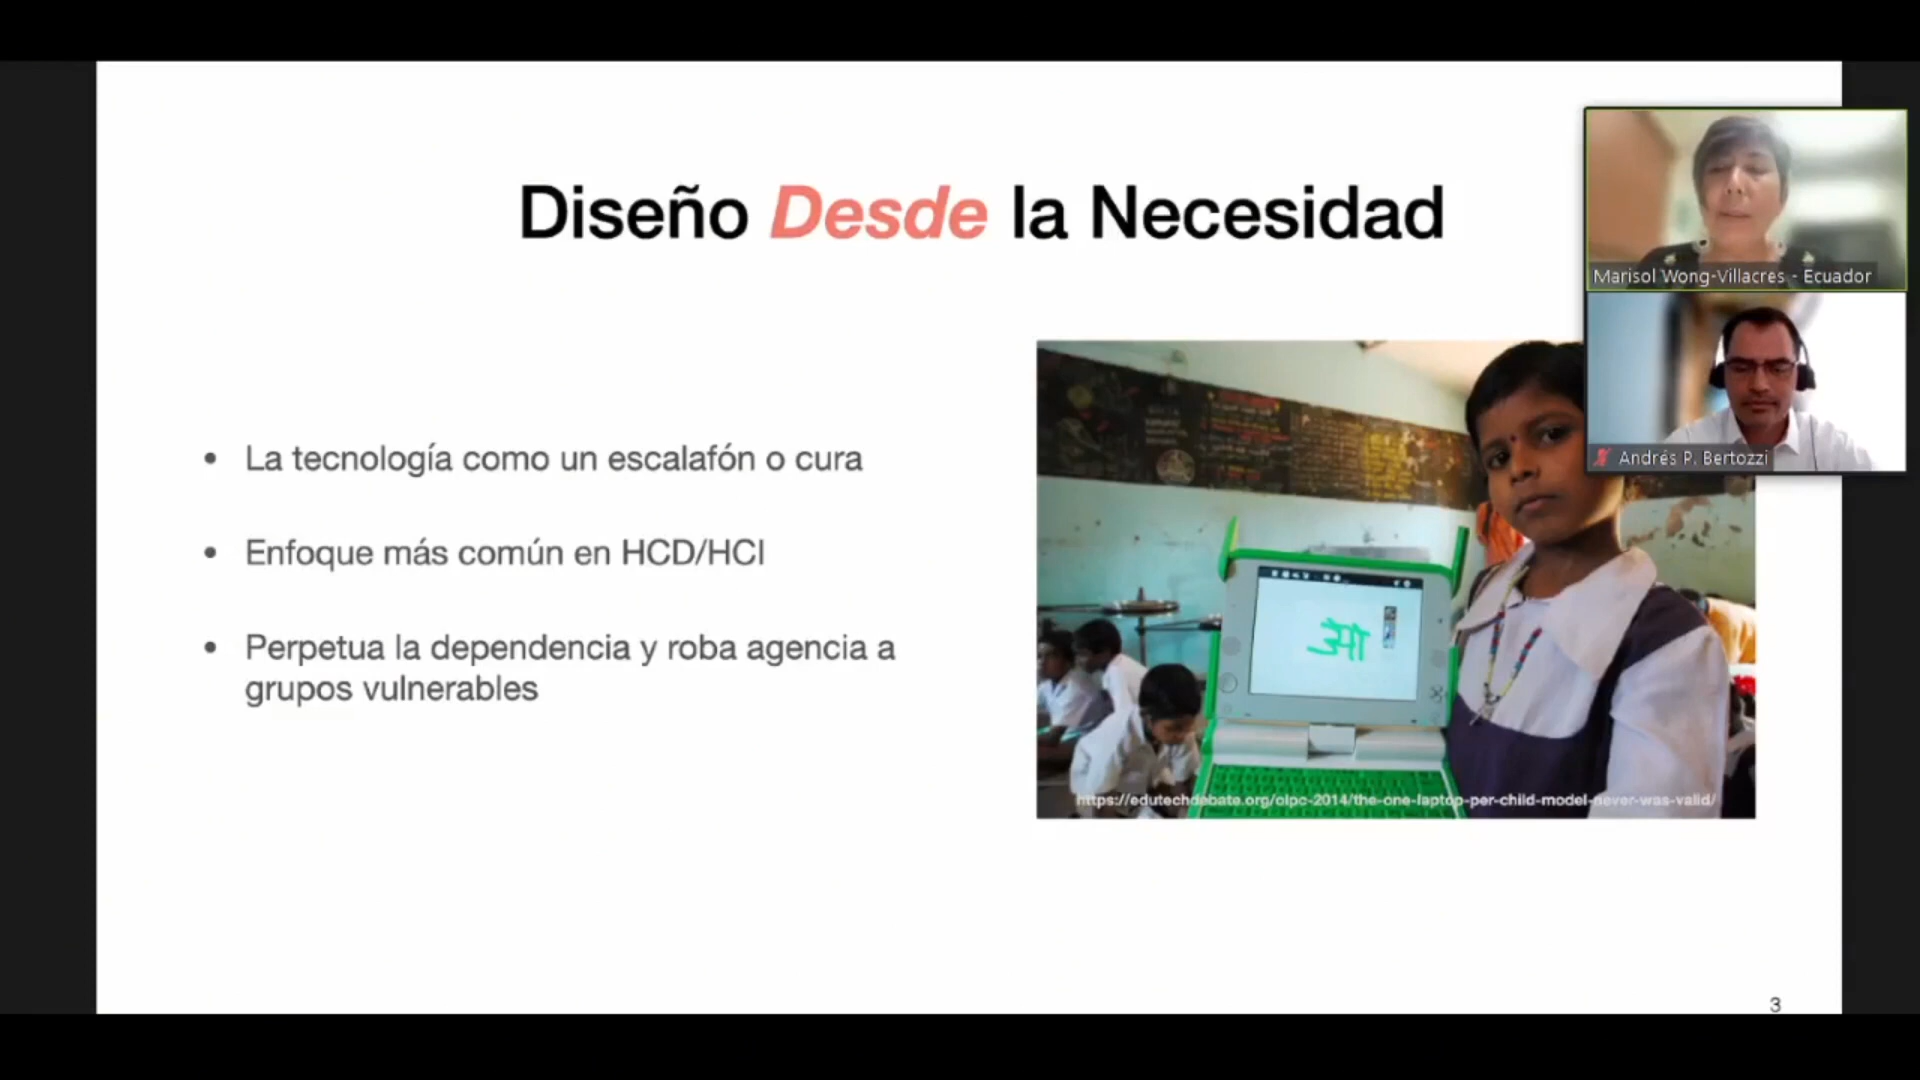 Diseño Desde la Necesidad
• La tecnología como un escalafón o cura
• Enfoque más común en HCD/HCI
• Perpetua la dependencia y roba agencia a
grupos vulnerables
https://edutechdebate.org/olpc-2014/the-one-laptop-per-child-model-never-was-valid/
Marisol Wong-Villacres - Ecuador
Andrés P. Bertozzi
3